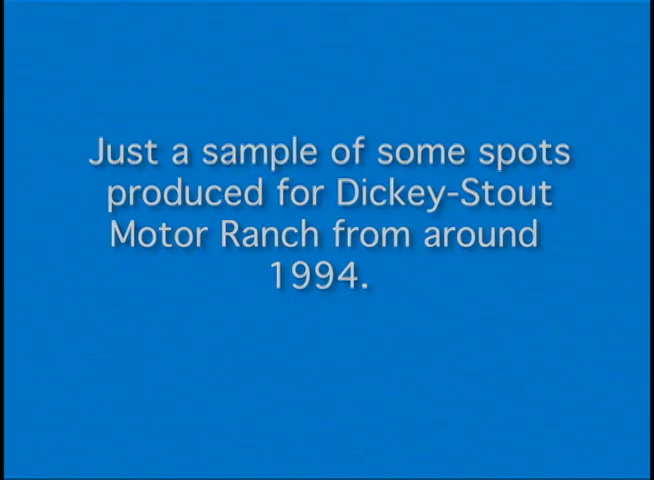 Just a sample of some spots
produced for Dickey-Stout
Motor Ranch from around
1994.